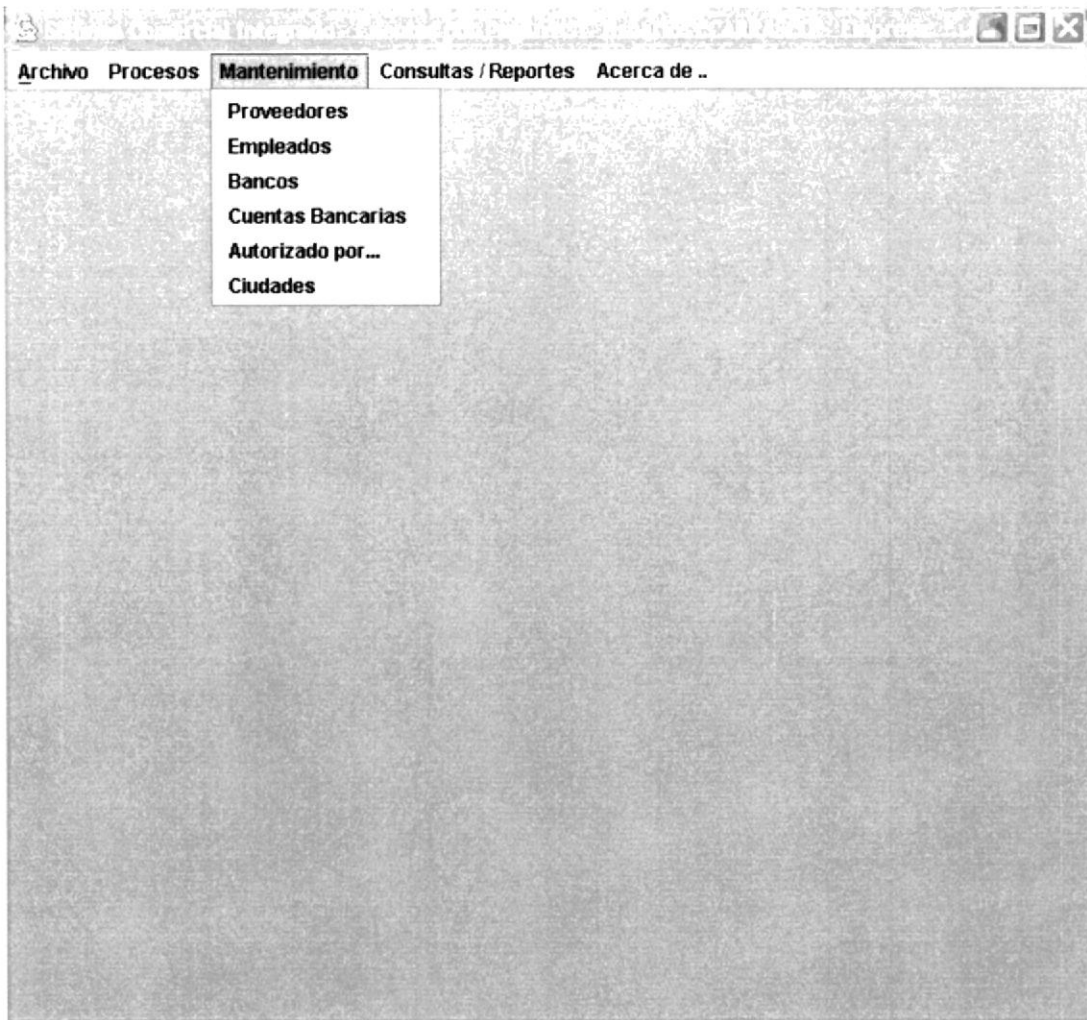 Archivo Procesos Mantenimiento Consultas / Reportes Acerca de ..
Proveedores
Empleados
Bancos
Cuentas Bancarias
Autorizado por...
Ciudades